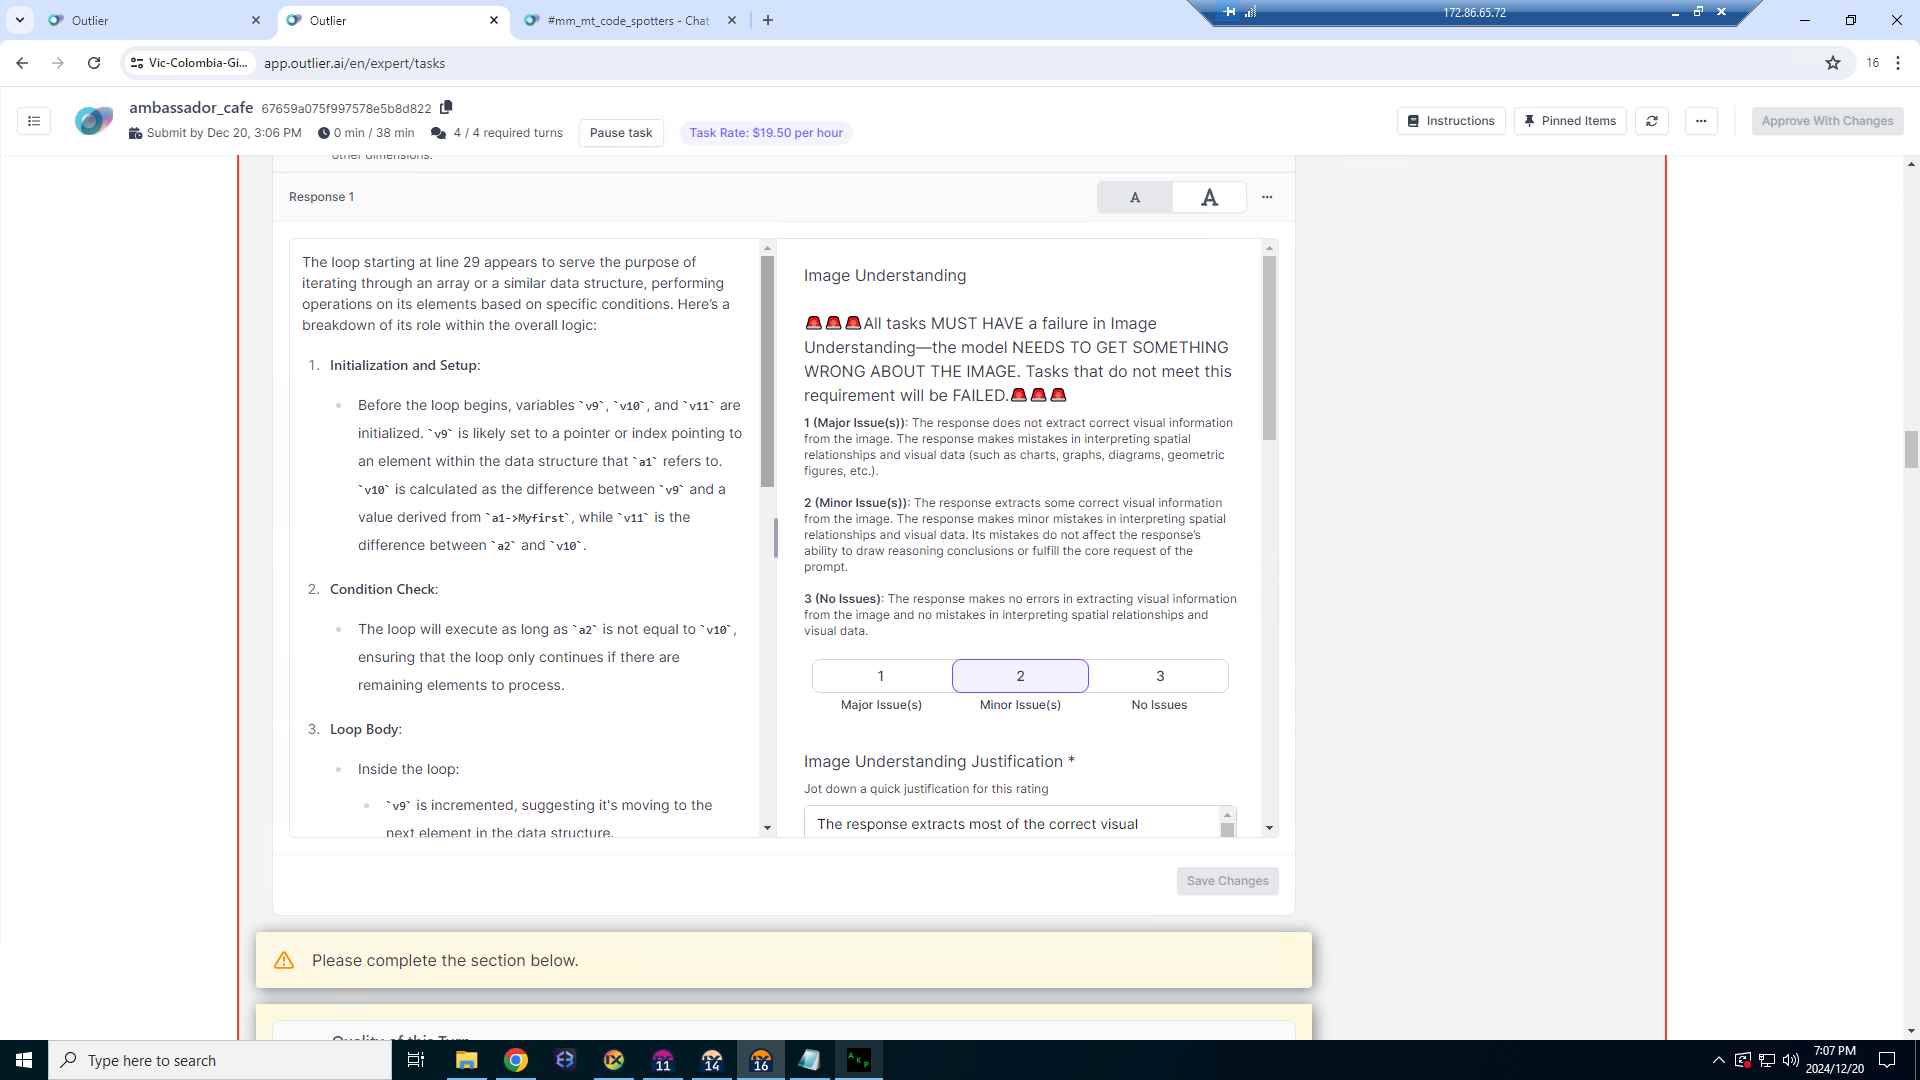 Outlier
Outlier
#mm_mt_code_spotters - Chat
172.86.65.72
Vic-Colombia-Gi...
app.outlier.ai/en/expert/tasks
16
ambassador_cafe 67659a075f997578e5b8d822
Submit by Dec 20, 3:06 PM
0 min / 38 min
4 / 4 required turns
Pause task
Task Rate: $19.50 per hour
Instructions
Pinned Items
Approve With Changes
other dimensions.
Response 1
A
A
The loop starting at line 29 appears to serve the purpose of
iterating through an array or a similar data structure, performing
operations on its elements based on specific conditions. Here's a
breakdown of its role within the overall logic:
1. Initialization and Setup:
Before the loop begins, variables `v9`, `v10`, and `v11` are
initialized. `v9` is likely set to a pointer or index pointing to
an element within the data structure that `a1` refers to.
`v10` is calculated as the difference between `v9` and a
value derived from `a1->Myfirst`, while `v11` is the
difference between `a2` and `v10`.
2. Condition Check:
The loop will execute as long as `a2` is not equal to `v10`,
ensuring that the loop only continues if there are
remaining elements to process.
3. Loop Body:
Inside the loop:
`v9` is incremented, suggesting it's moving to the
next element in the data structure.
Image Understanding
🚨🚨🚨All tasks MUST HAVE a failure in Image
Understanding—the model NEEDS TO GET SOMETHING
WRONG ABOUT THE IMAGE. Tasks that do not meet this
requirement will be FAILED.🚨🚨🚨
1 (Major Issue(s)): The response does not extract correct visual information
from the image. The response makes mistakes in interpreting spatial
relationships and visual data (such as charts, graphs, diagrams, geometric
figures, etc.).
2 (Minor Issue(s)): The response extracts some correct visual information
from the image. The response makes minor mistakes in interpreting spatial
relationships and visual data. Its mistakes do not affect the response's
ability to draw reasoning conclusions or fulfill the core request of the
prompt.
3 (No Issues): The response makes no errors in extracting visual information
from the image and no mistakes in interpreting spatial relationships and
visual data.
1
2
3
Major Issue(s)
Minor Issue(s)
No Issues
Image Understanding Justification *
Jot down a quick justification for this rating
The response extracts most of the correct visual
Save Changes
Please complete the section below.
Quality of this Turn
Type here to search
11
14
16
7:07 PM
2024/12/20